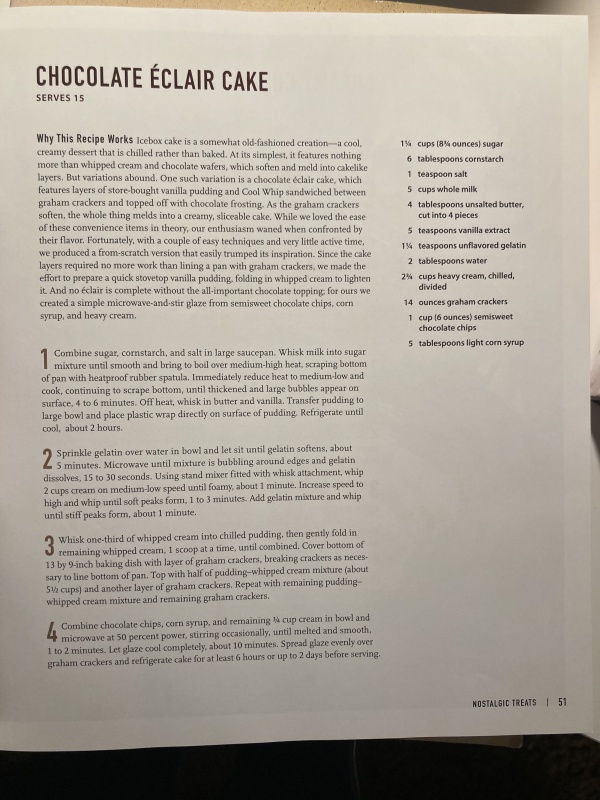 CHOCOLATE ÉCLAIR CAKE
SERVES 15
Why This Recipe Works Icebox cake is a somewhat old-fashioned creation—a cool,
creamy dessert that is chilled rather than baked. At its simplest, it features nothing
more than whipped cream and chocolate wafers, which soften and meld into cakelike
layers. But variations abound. One such variation is a chocolate éclair cake, which
features layers of store-bought vanilla pudding and Cool Whip sandwiched between
graham crackers and topped off with chocolate frosting. As the graham crackers
soften, the whole thing melds into a creamy, sliceable cake. While we loved the ease
of these convenience items in theory, our enthusiasm waned when confronted by
their flavor. Fortunately, with a couple of easy techniques and very little active time,
we produced a from-scratch version that easily trumped its inspiration. Since the cake
layers required no more work than lining a pan with graham crackers, we made the
effort to prepare a quick stovetop vanilla pudding, folding in whipped cream to lighten
it. And no éclair is complete without the all-important chocolate topping; for ours we
created a simple microwave-and-stir glaze from semisweet chocolate chips, corn
syrup, and heavy cream.
1 Combine sugar, cornstarch, and salt in large saucepan. Whisk milk into sugar
mixture until smooth and bring to boil over medium-high heat, scraping bottom
of pan with heatproof rubber spatula. Immediately reduce heat to medium-low and
cook, continuing to scrape bottom, until thickened and large bubbles appear on
surface, 4 to 6 minutes. Off heat, whisk in butter and vanilla. Transfer pudding to
large bowl and place plastic wrap directly on surface of pudding. Refrigerate until
cool, about 2 hours.
2 Sprinkle gelatin over water in bowl and let sit until gelatin softens, about
5 minutes. Microwave until mixture is bubbling around edges and gelatin
dissolves, 15 to 30 seconds. Using stand mixer fitted with whisk attachment, whip
2 cups cream on medium-low speed until foamy, about 1 minute. Increase speed to
high and whip until soft peaks form, 1 to 3 minutes. Add gelatin mixture and whip
until stiff peaks form, about 1 minute.
3 Whisk one-third of whipped cream into chilled pudding, then gently fold in
remaining whipped cream, 1 scoop at a time, until combined. Cover bottom of
13 by 9-inch baking dish with layer of graham crackers, breaking crackers as neces-
sary to line bottom of pan. Top with half of pudding–whipped cream mixture (about
5½ cups) and another layer of graham crackers. Repeat with remaining pudding–
whipped cream mixture and remaining graham crackers.
4 Combine chocolate chips, corn syrup, and remaining ¾ cup cream in bowl and
microwave at 50 percent power, stirring occasionally, until melted and smooth,
1 to 2 minutes. Let glaze cool completely, about 10 minutes. Spread glaze evenly over
graham crackers and refrigerate cake for at least 6 hours or up to 2 days before serving.
1¼ cups (8¾ ounces) sugar
6 tablespoons cornstarch
1 teaspoon salt
5 cups whole milk
4 tablespoons unsalted butter,
cut into 4 pieces
5 teaspoons vanilla extract
1¼ teaspoons unflavored gelatin
2 tablespoons water
2¾ cups heavy cream, chilled,
divided
14 ounces graham crackers
1 cup (6 ounces) semisweet
chocolate chips
5 tablespoons light corn syrup
NOSTALGIC TREATS | 51